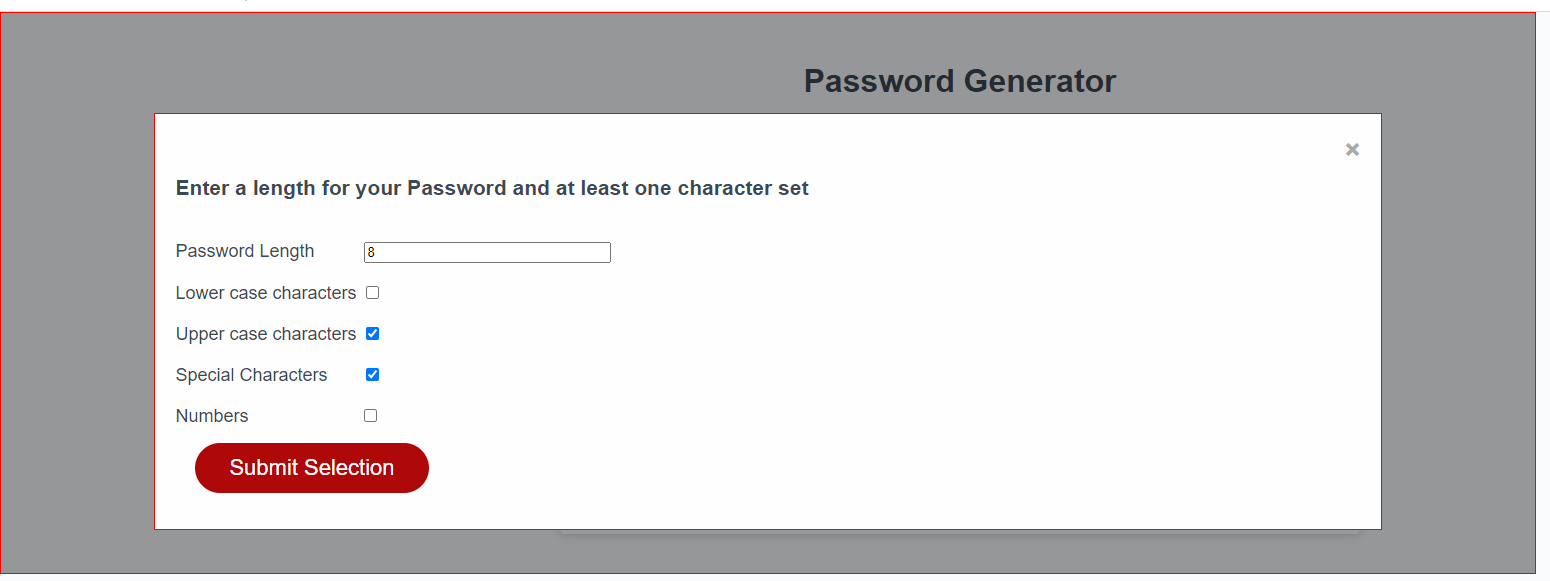 Password Generator
×
Enter a length for your Password and at least one character set
Password Length 8
Lower case characters
Upper case characters
Special Characters
Numbers
Submit Selection